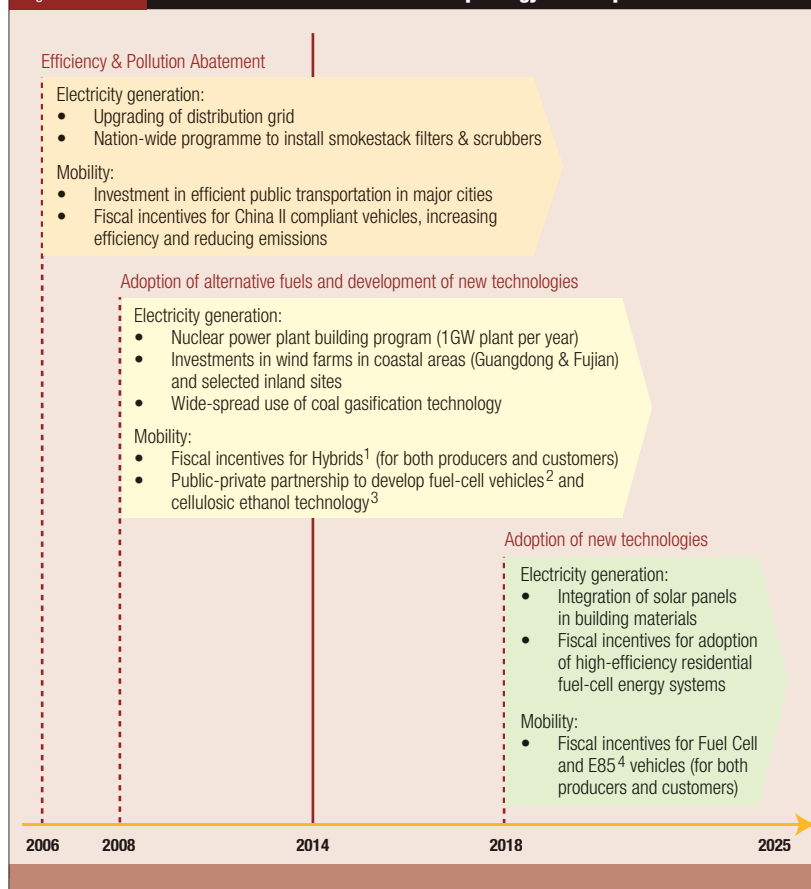 Efficiency & Pollution Abatement
Electricity generation:
• Upgrading of distribution grid
• Nation-wide programme to install smokestack filters & scrubbers
Mobility:
• Investment in efficient public transportation in major cities
• Fiscal incentives for China II compliant vehicles, increasing
efficiency and reducing emissions
Adoption of alternative fuels and development of new technologies
Electricity generation:
• Nuclear power plant building program (1GW plant per year)
• Investments in wind farms in coastal areas (Guangdong & Fujian)
and selected inland sites
• Wide-spread use of coal gasification technology
Mobility:
• Fiscal incentives for Hybrids1 (for both producers and customers)
• Public-private partnership to develop fuel-cell vehicles2 and
cellulosic ethanol technology3
Adoption of new technologies
Electricity generation:
• Integration of solar panels
in building materials
• Fiscal incentives for adoption
of high-efficiency residential
fuel-cell energy systems
Mobility:
• Fiscal incentives for Fuel Cell
and E854 vehicles (for both
producers and customers)
2006 2008 2014 2018 2025